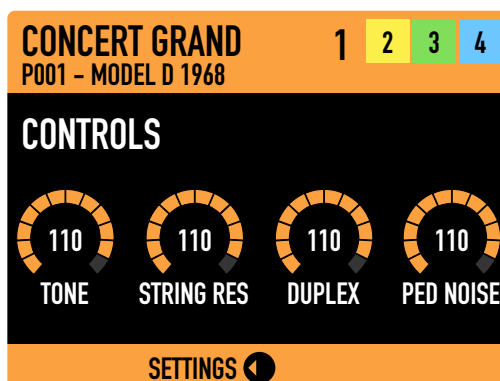 CONCERT GRAND 1 2 3 4
P001 - MODEL D 1968
CONTROLS
110 110 110 110
TONE STRING RES DUPLEX PED NOISE
SETTINGS